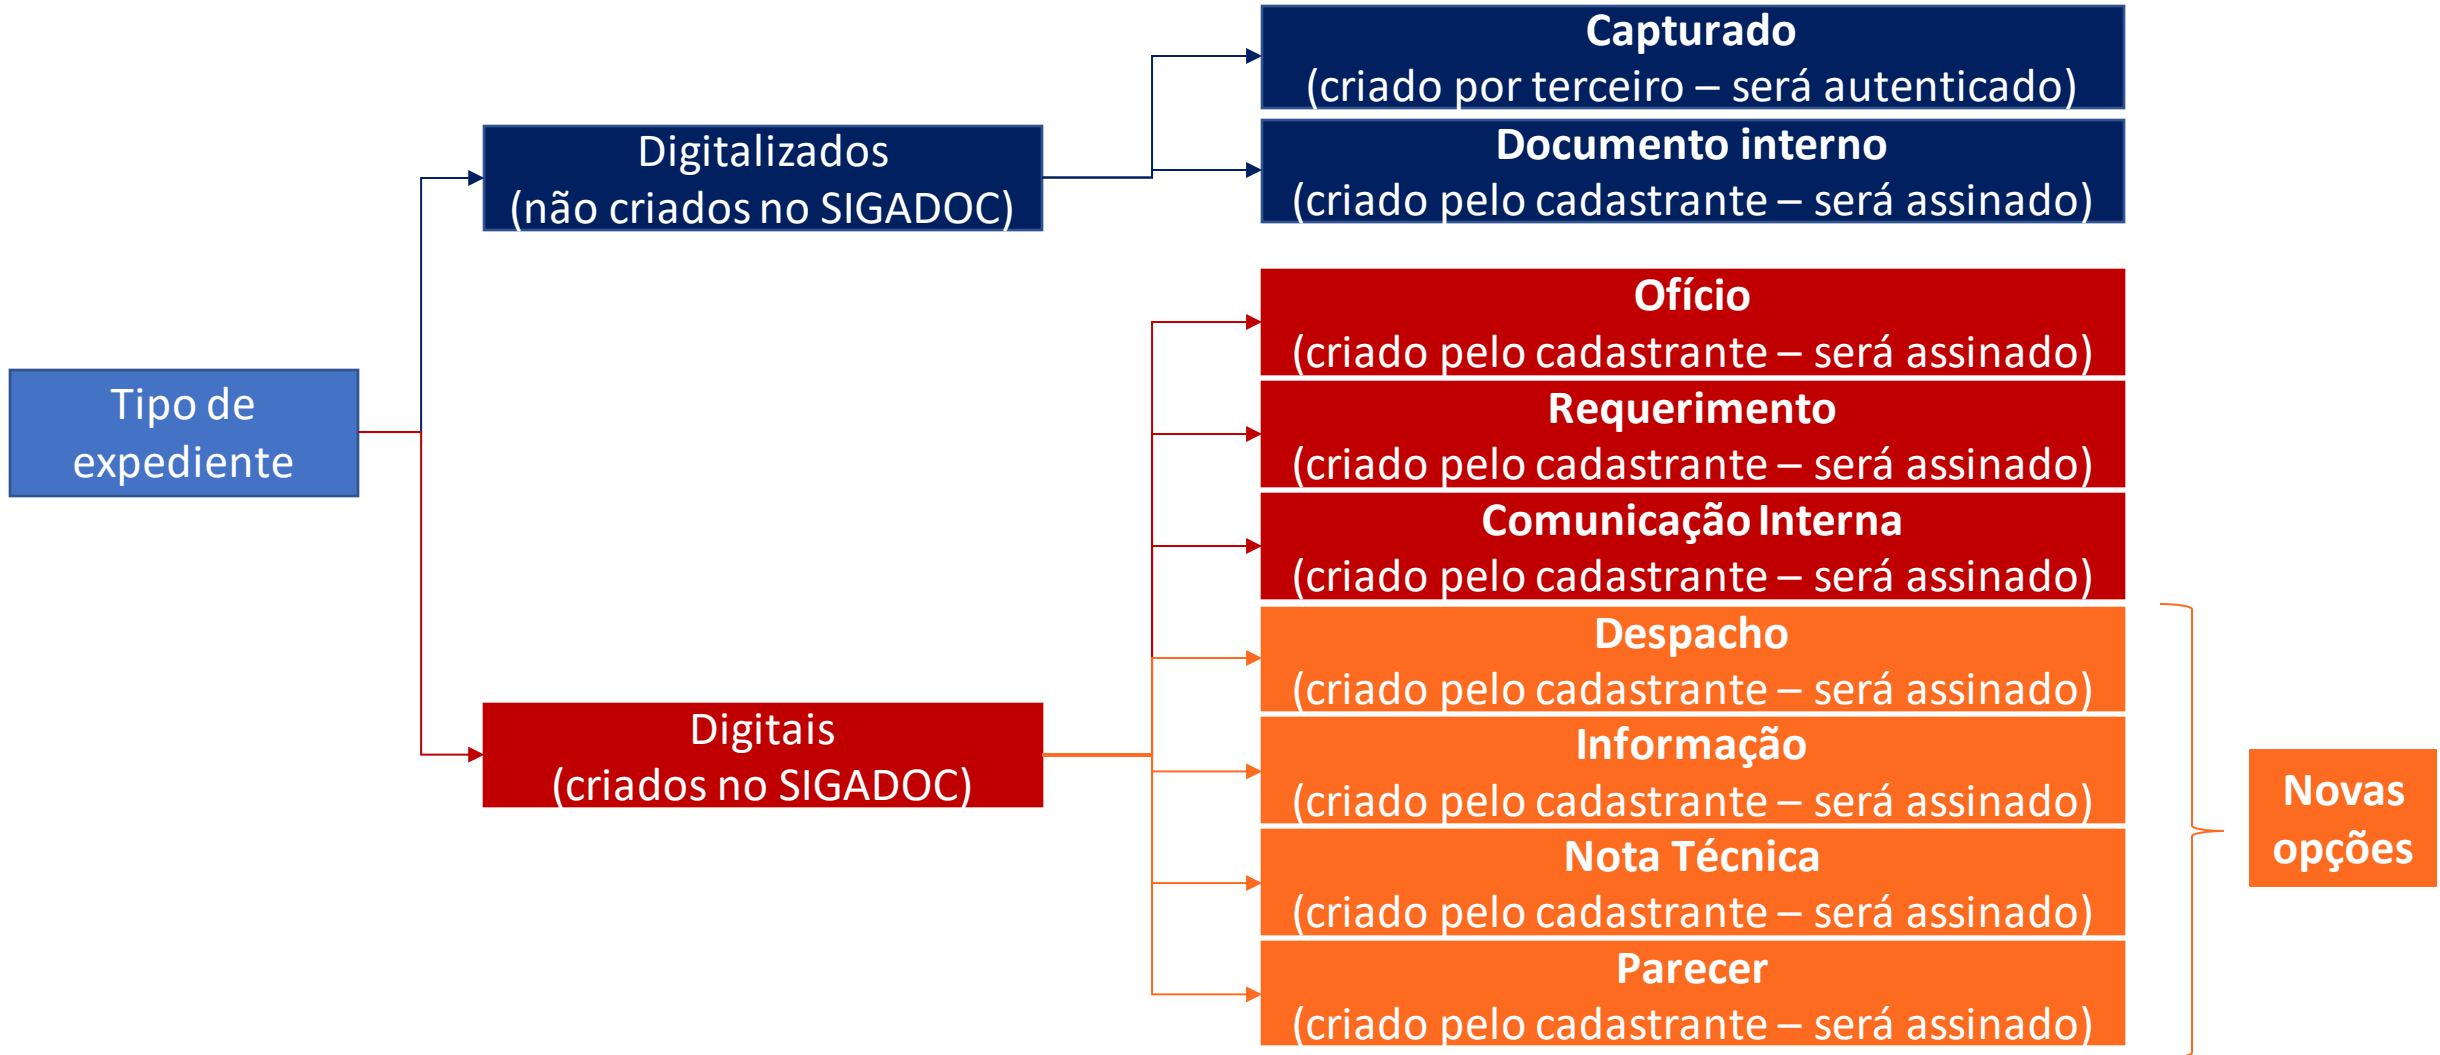 Tipo de
expediente
Digitalizados
(não criados no SIGADOC)
Capturado
(criado por terceiro – será autenticado)
Documento interno
(criado pelo cadastrante – será assinado)
Digitais
(criados no SIGADOC)
Ofício
(criado pelo cadastrante – será assinado)
Requerimento
(criado pelo cadastrante – será assinado)
Comunicação Interna
(criado pelo cadastrante – será assinado)
Despacho
(criado pelo cadastrante – será assinado)
Informação
(criado pelo cadastrante – será assinado)
Nota Técnica
(criado pelo cadastrante – será assinado)
Parecer
(criado pelo cadastrante – será assinado)
Novas
opções